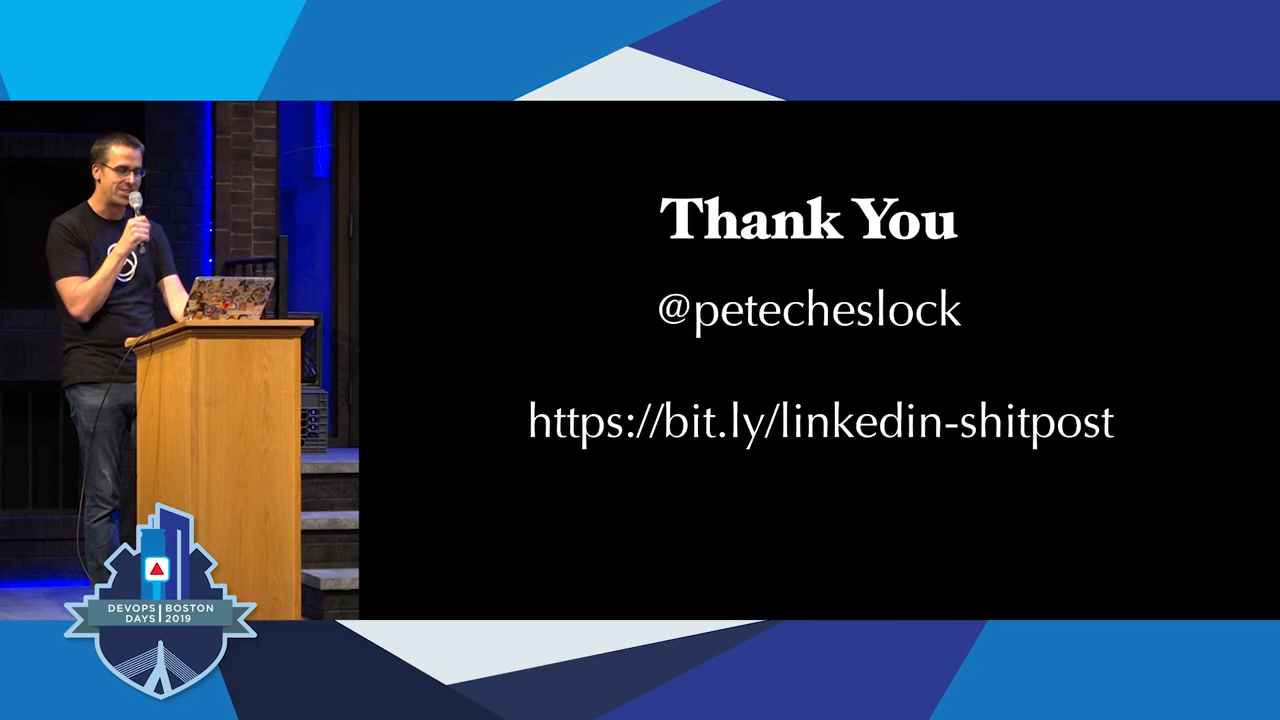 Thank You
@petecheslock
https://bit.ly/linkedin-shitpost
DEVOPS BOSTON
DAYS 2019